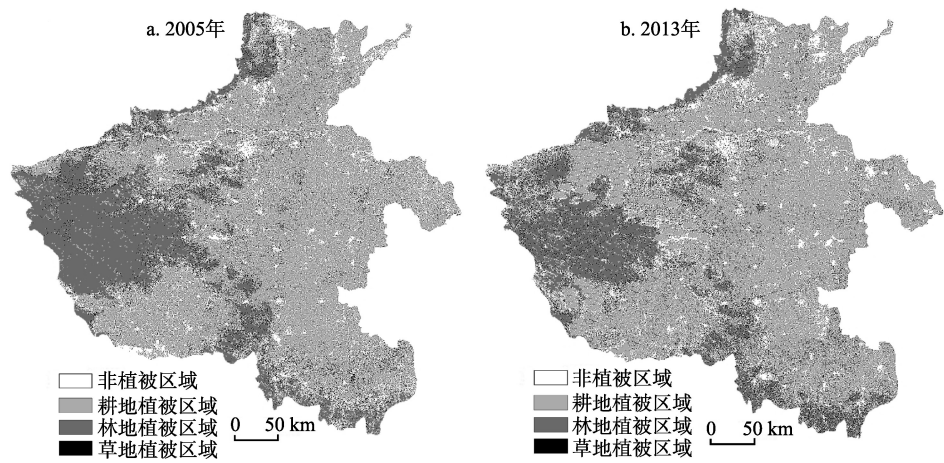 a. 2005年
非植被区域
耕地植被区域
林地植被区域
草地植被区域
0 50 km
b. 2013年
非植被区域
耕地植被区域
林地植被区域
草地植被区域
0 50 km